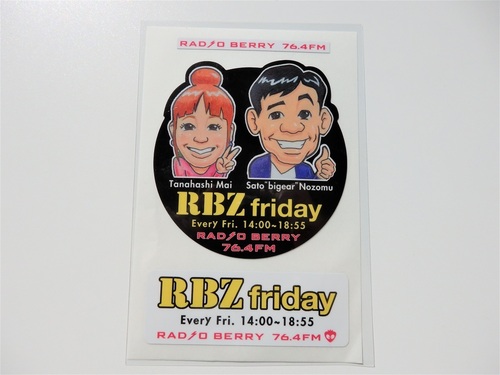 RADIO BERRY 76.4FM
Tanahashi Mai Sato "bigear" Nozomu
RBZ friday
Every Fri. 14:00~18:55
RADIO BERRY
76.4FM
RBZ friday
Every Fri. 14:00~18:55
RADIO BERRY 76.4FM